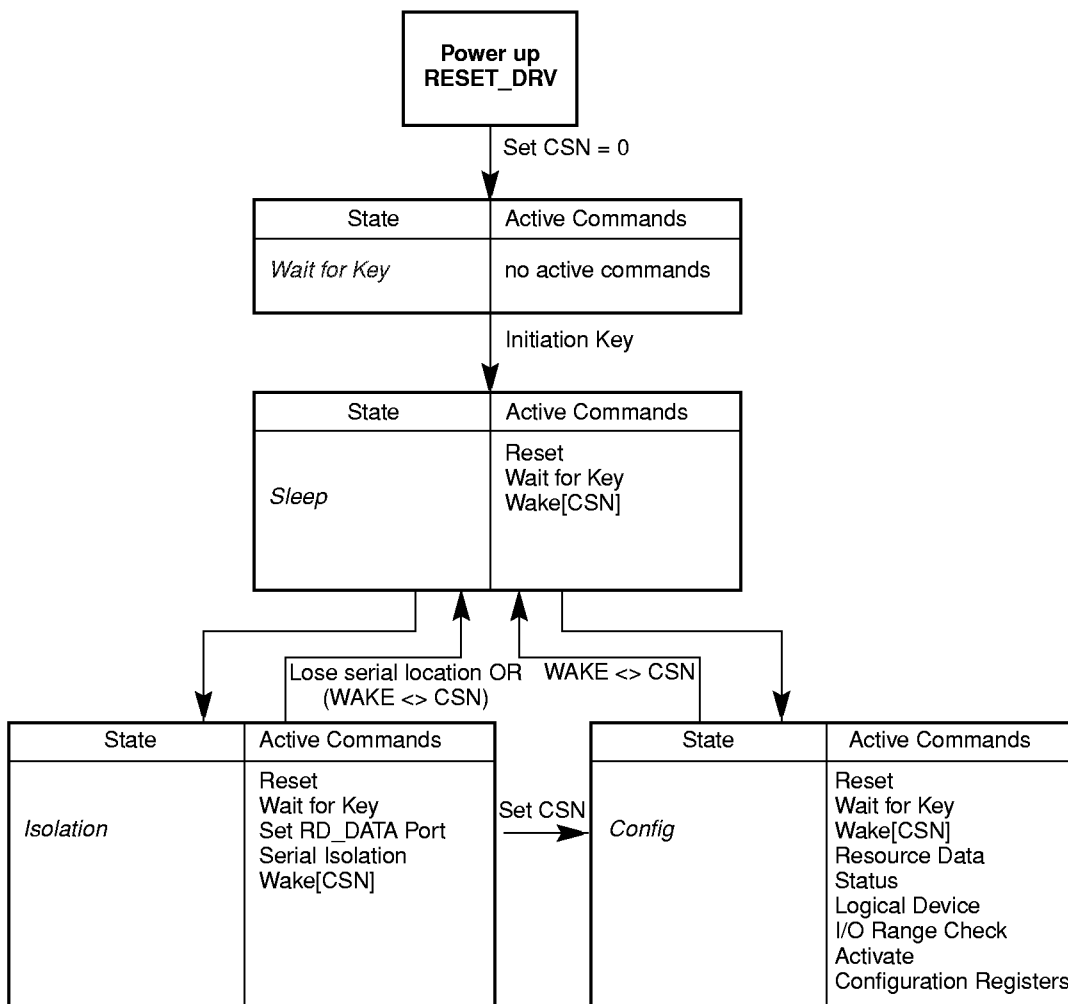 Power up
RESET_DRV
Set CSN = 0
State
Active Commands
Wait for Key
no active commands
Initiation Key
State
Active Commands
Sleep
Reset
Wait for Key
Wake[CSN]
Lose serial location OR
(WAKE <> CSN)
WAKE <> CSN
State
Active Commands
Isolation
Reset
Wait for Key
Set RD_DATA Port
Serial Isolation
Wake[CSN]
Set CSN
State
Active Commands
Config
Reset
Wait for Key
Wake[CSN]
Resource Data
Status
Logical Device
I/O Range Check
Activate
Configuration Registers